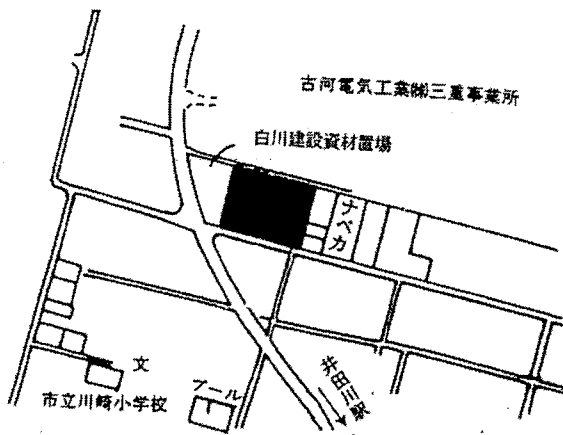 古河電気工業㈱三重事業所
白川建設資材置場
ナベカ
文
市立川崎小学校
プール
井田川駅